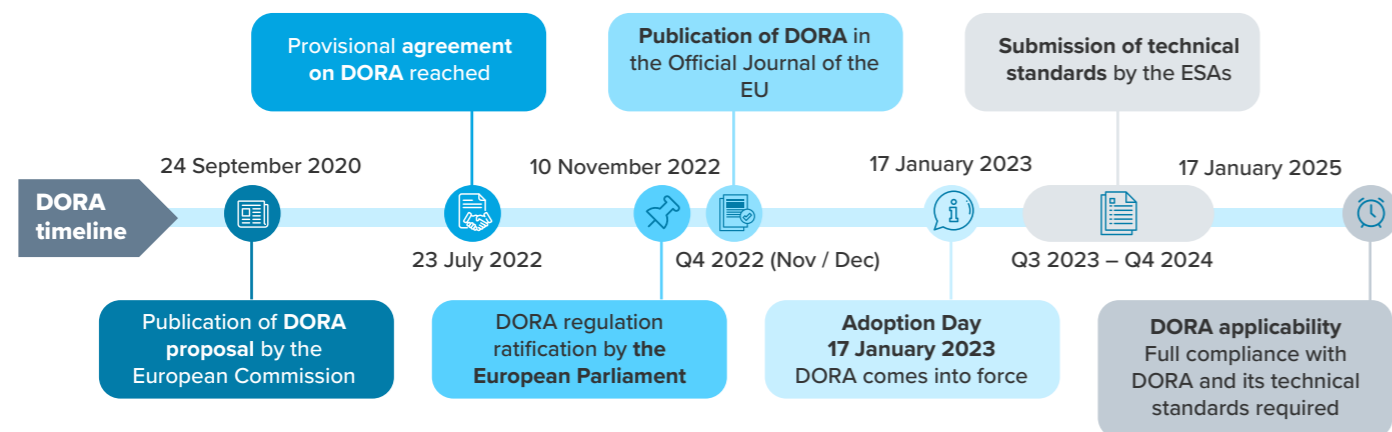 Provisional agreement
on DORA reached
Publication of DORA in
the Official Journal of the
EU
Submission of technical
standards by the ESAs
24 September 2020
10 November 2022
17 January 2023
17 January 2025
DORA
timeline
23 July 2022
Q4 2022 (Nov / Dec)
Q3 2023 – Q4 2024
Publication of DORA
proposal by the
European Commission
DORA regulation
ratification by the
European Parliament
Adoption Day
17 January 2023
DORA comes into force
DORA applicability
Full compliance with
DORA and its technical
standards required